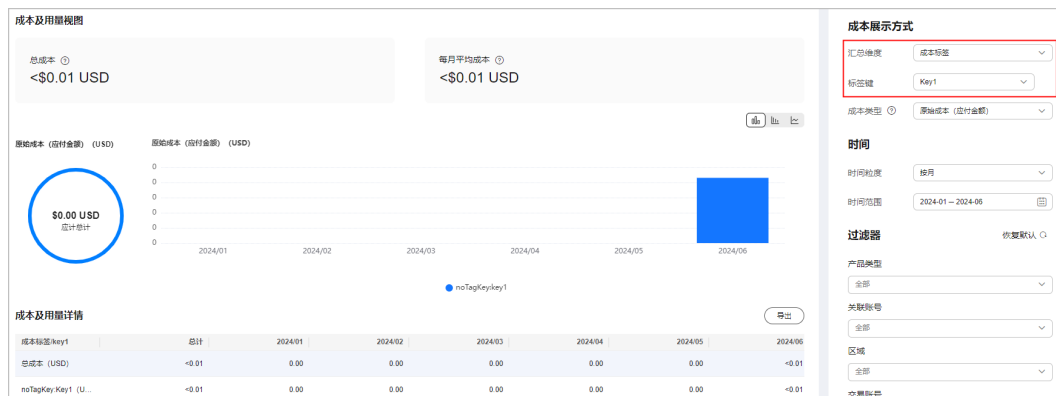 成本及用量视图
总成本 ?
<$0.01 USD
每月平均成本 ?
<$0.01 USD
原始成本 (应付金额) (USD)
$0.00 USD
应计总计
原始成本 (应付金额) (USD)
0
0
0
0
0
0
2024/01 2024/02 2024/03 2024/04 2024/05 2024/06
noTagKey:key1
成本及用量详情
导出
成本标签/key1 总计 2024/01 2024/02 2024/03 2024/04 2024/05 2024/06
总成本 (USD) <0.01 0.00 0.00 0.00 0.00 0.00 <0.01
noTagKey:Key1 (U... <0.01 0.00 0.00 0.00 0.00 0.00 <0.01
成本展示方式
汇总维度 成本标签
标签键 Key1
成本类型 ? 原始成本 (应付金额)
时间
时间粒度 按月
时间范围 2024-01 – 2024-06
过滤器 恢复默认
产品类型
全部
关联账号
全部
区域
全部
交易账号